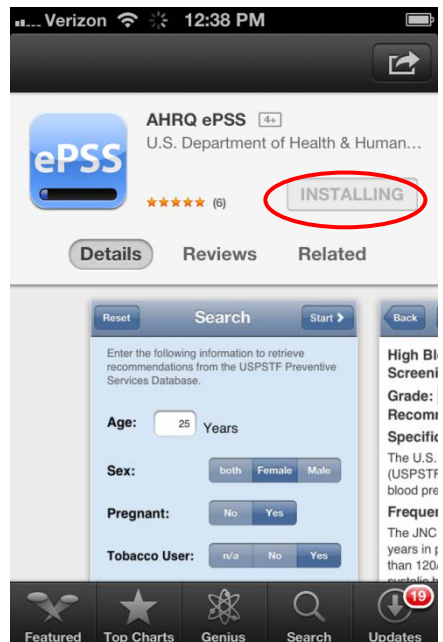 Verizon 12:38 PM
AHRQ ePSS 4+
U.S. Department of Health & Human...
ePSS
(6)
INSTALLING
Details Reviews Related
Reset Search Start
Enter the following information to retrieve
recommendations from the USPSTF Preventive
Services Database.
Age: 25 Years
Sex: both Female Male
Pregnant: No Yes
Tobacco User: n/a No Yes
Back
High Bl
Screeni
Grade:
Recomm
Specific
The U.S.
(USPSTF
blood pre
Frequen
The JNC
years in p
than 120/
Featured Top Charts Genius Search Updates
19